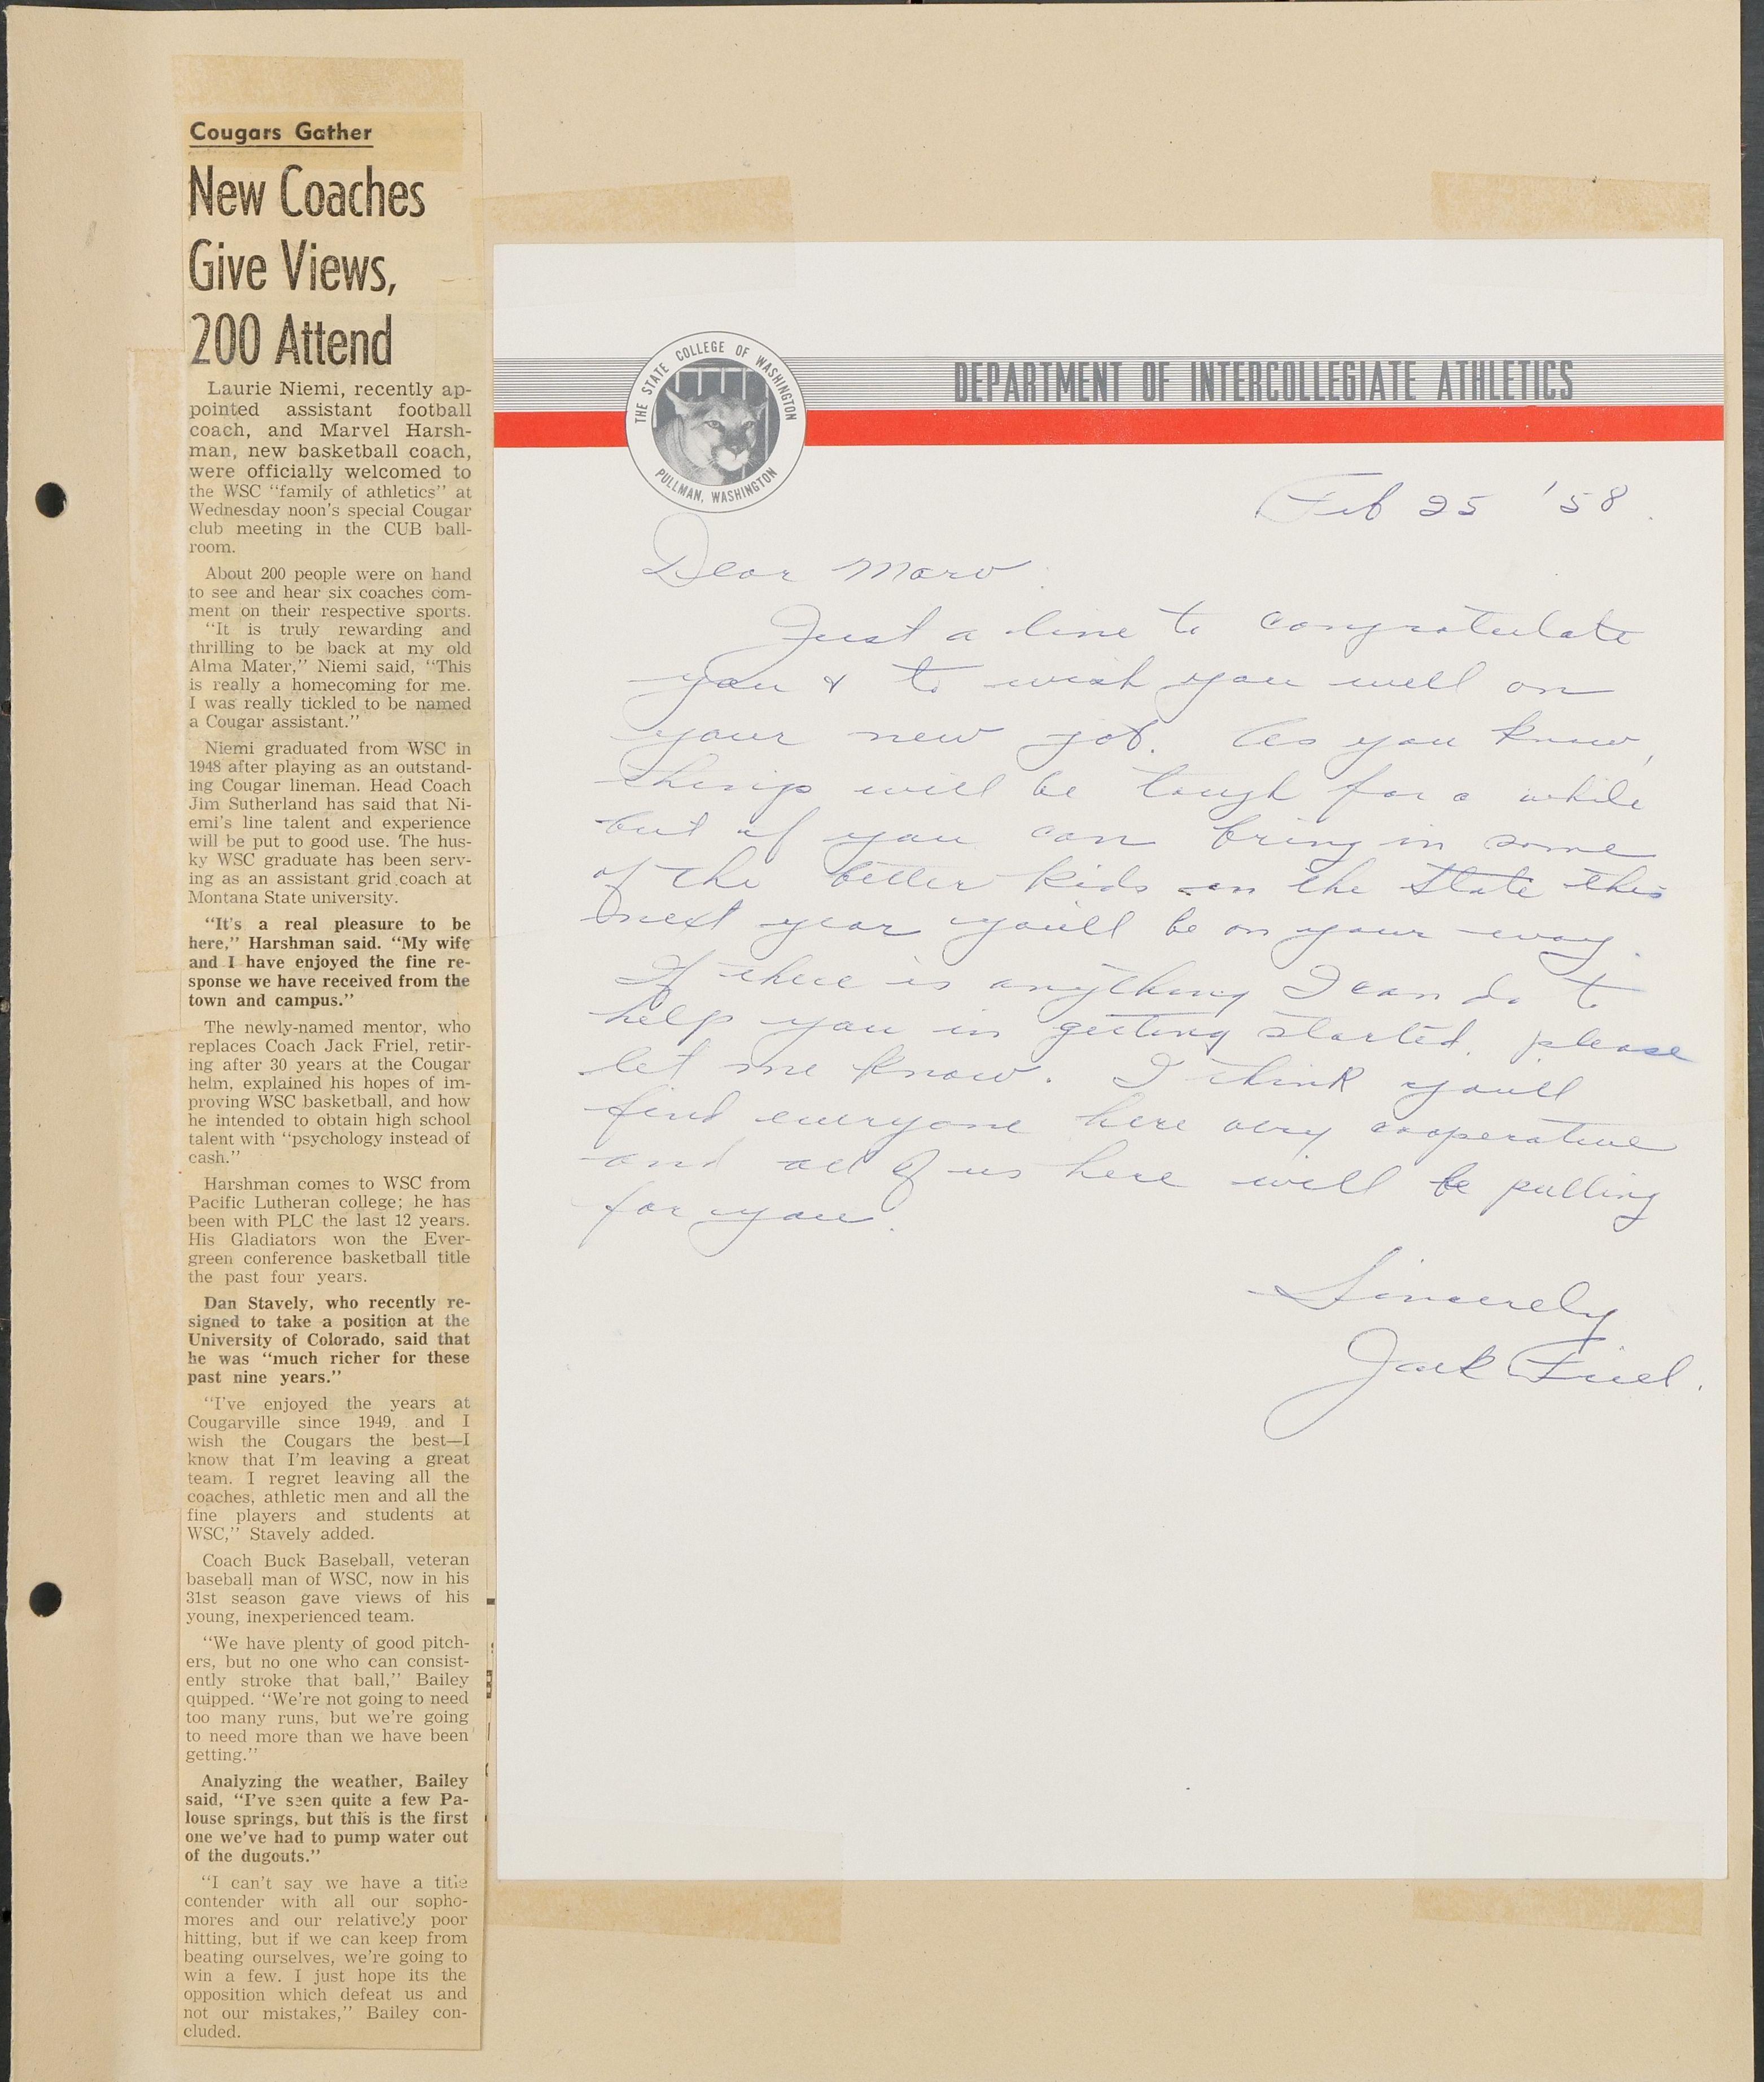 Cougars Gather
New Coaches
Give Views,
200 Attend
Laurie Niemi, recently ap-
pointed assistant football
coach, and Marvel Harsh-
man, new basketball coach,
were officially welcomed to
the WSC "family of athletics" at
Wednesday noon's special Cougar
club meeting in the CUB ball-
room.
About 200 people were on hand
to see and hear six coaches com-
ment on their respective sports.
"It is truly rewarding and
thrilling to be back at my old
Alma Mater," Niemi said, "This
is really a homecoming for me.
I was really tickled to be named
a Cougar assistant."
Niemi graduated from WSC in
1948 after playing as an outstand-
ing Cougar lineman. Head Coach
Jim Sutherland has said that Ni-
emi's line talent and experience
will be put to good use. The hus-
ky WSC graduate has been serv-
ing as an assistant grid coach at
Montana State university.
"It's a real pleasure to be
here," Harshman said. "My wife
and I have enjoyed the fine re-
sponse we have received from the
town and campus."
The newly-named mentor, who
replaces Coach Jack Friel, retir-
ing after 30 years at the Cougar
helm, explained his hopes of im-
proving WSC basketball, and how
he intended to obtain high school
talent with "psychology instead of
cash."
Harshman comes to WSC from
Pacific Lutheran college; he has
been with PLC the last 12 years.
His Gladiators won the Ever-
green conference basketball title
the past four years.
Dan Stavely, who recently re-
signed to take a position at the
University of Colorado, said that
he was "much richer for these
past nine years."
"I've enjoyed the years at
Cougarville since 1949, and I
wish the Cougars the best—I
know that I'm leaving a great
team. I regret leaving all the
coaches, athletic men and all the
fine players and students at
WSC," Stavely added.
Coach Buck Baseball, veteran
baseball man of WSC, now in his
31st season gave views of his
young, inexperienced team.
"We have plenty of good pitch-
ers, but no one who can consist-
ently stroke that ball," Bailey
quipped. "We're not going to need
too many runs, but we're going
to need more than we have been
getting."
Analyzing the weather, Bailey
said, "I've seen quite a few Pa-
louse springs, but this is the first
one we've had to pump water out
of the dugouts."
"I can't say we have a title
contender with all our sopho-
mores and our relatively poor
hitting, but if we can keep from
beating ourselves, we're going to
win a few. I just hope its the
opposition which defeat us and
not our mistakes," Bailey con-
cluded.
THE STATE COLLEGE OF WASHINGTON
PULLMAN, WASHINGTON
DEPARTMENT OF INTERCOLLEGIATE ATHLETICS
Feb 25 '58.
Dear Marv
Just a line to congratulate
you & to wish you well on
your new job. As you know,
things will be tough for a while
but if you can bring in some
of the better kids in the State this
next year you'll be on your way.
If there is anything I can do to
help you in getting started, please
let me know. I think you'll
find everyone here very cooperative
and all of us here will be pulling
for you.
Sincerely
Jack Friel.